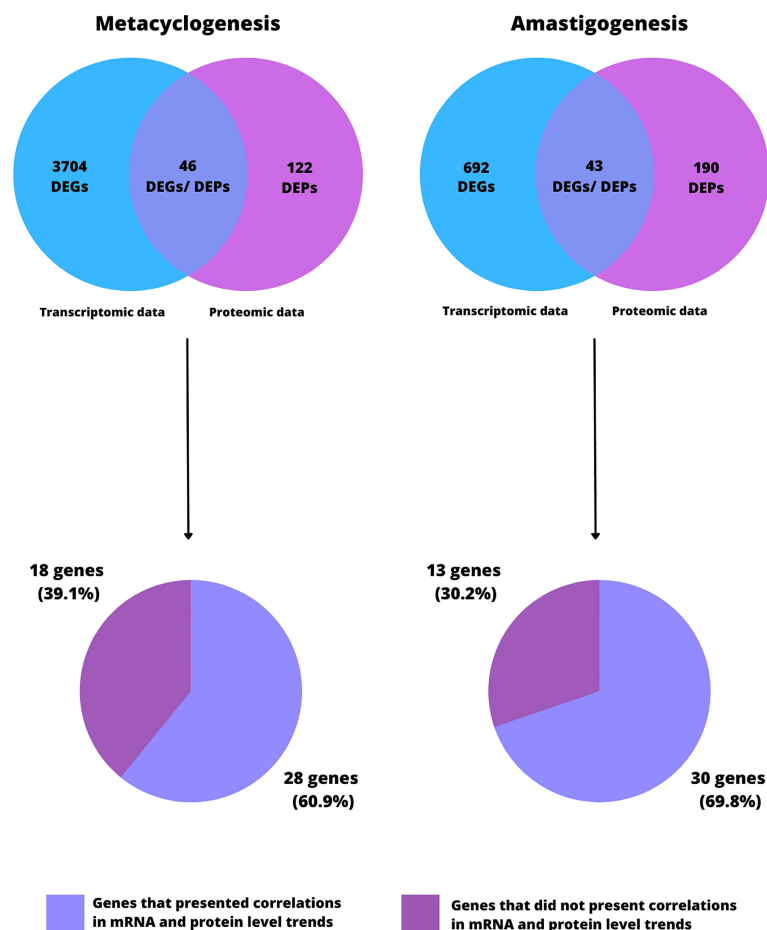 Metacyclogenesis
Amastigogenesis
3704
DEGs
46
DEGs/ DEPs
122
DEPs
692
DEGs
43
DEGs/ DEPs
190
DEPs
Transcriptomic data
Proteomic data
Transcriptomic data
Proteomic data
18 genes
(39.1%)
28 genes
(60.9%)
13 genes
(30.2%)
30 genes
(69.8%)
Genes that presented correlations
in mRNA and protein level trends
Genes that did not present correlations
in mRNA and protein level trends